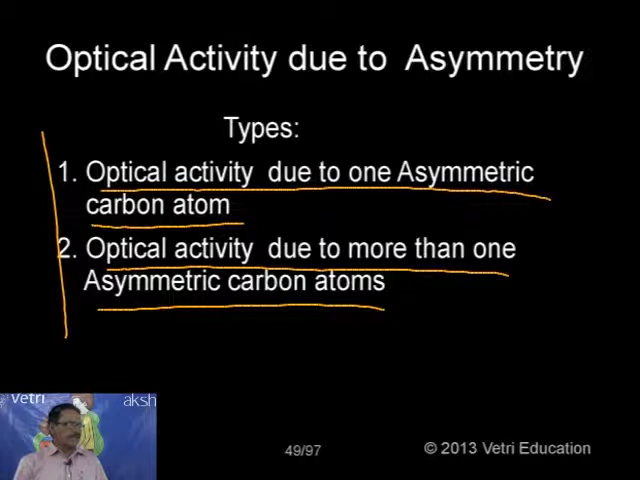 Optical Activity due to Asymmetry
Types:
1. Optical activity due to one Asymmetric
carbon atom
2. Optical activity due to more than one
Asymmetric carbon atoms
vetri
aksh
49/97
© 2013 Vetri Education